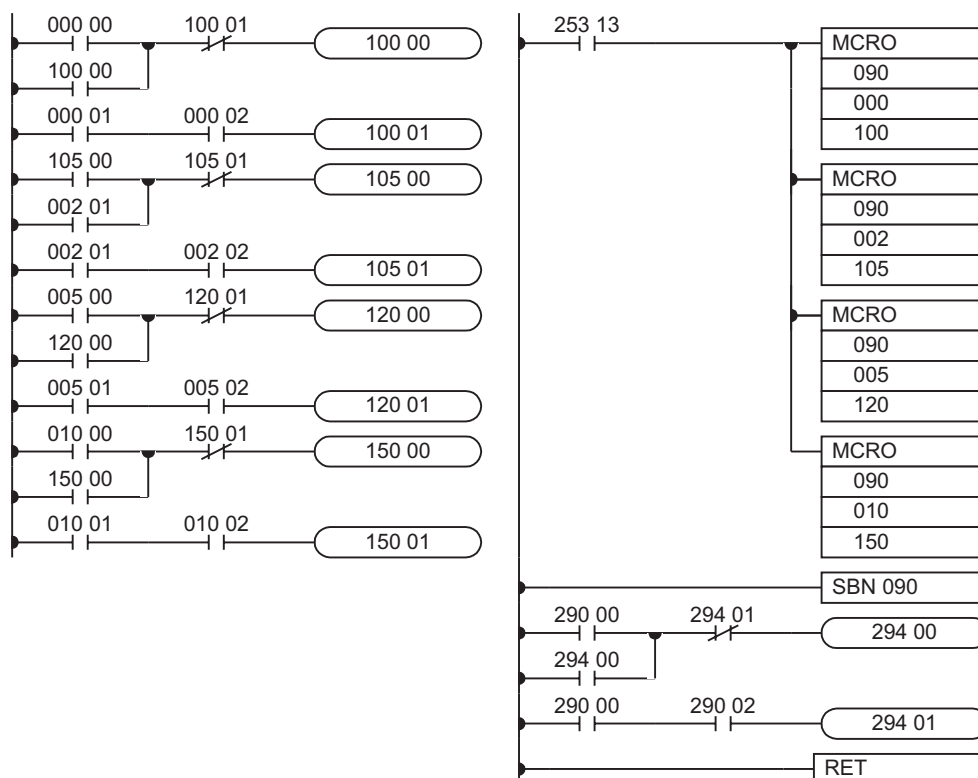 000 00 100 01
100 00
100 00
000 01 000 02
100 01
105 00 105 01
105 00
002 01
002 01 002 02
105 01
005 00 120 01
120 00
120 00
005 01 005 02
120 01
010 00 150 01
150 00
150 00
010 01 010 02
150 01
253 13
MCRO
090
000
100
MCRO
090
002
105
MCRO
090
005
120
MCRO
090
010
150
SBN 090
290 00 294 01
294 00
294 00
290 00 290 02
294 01
RET